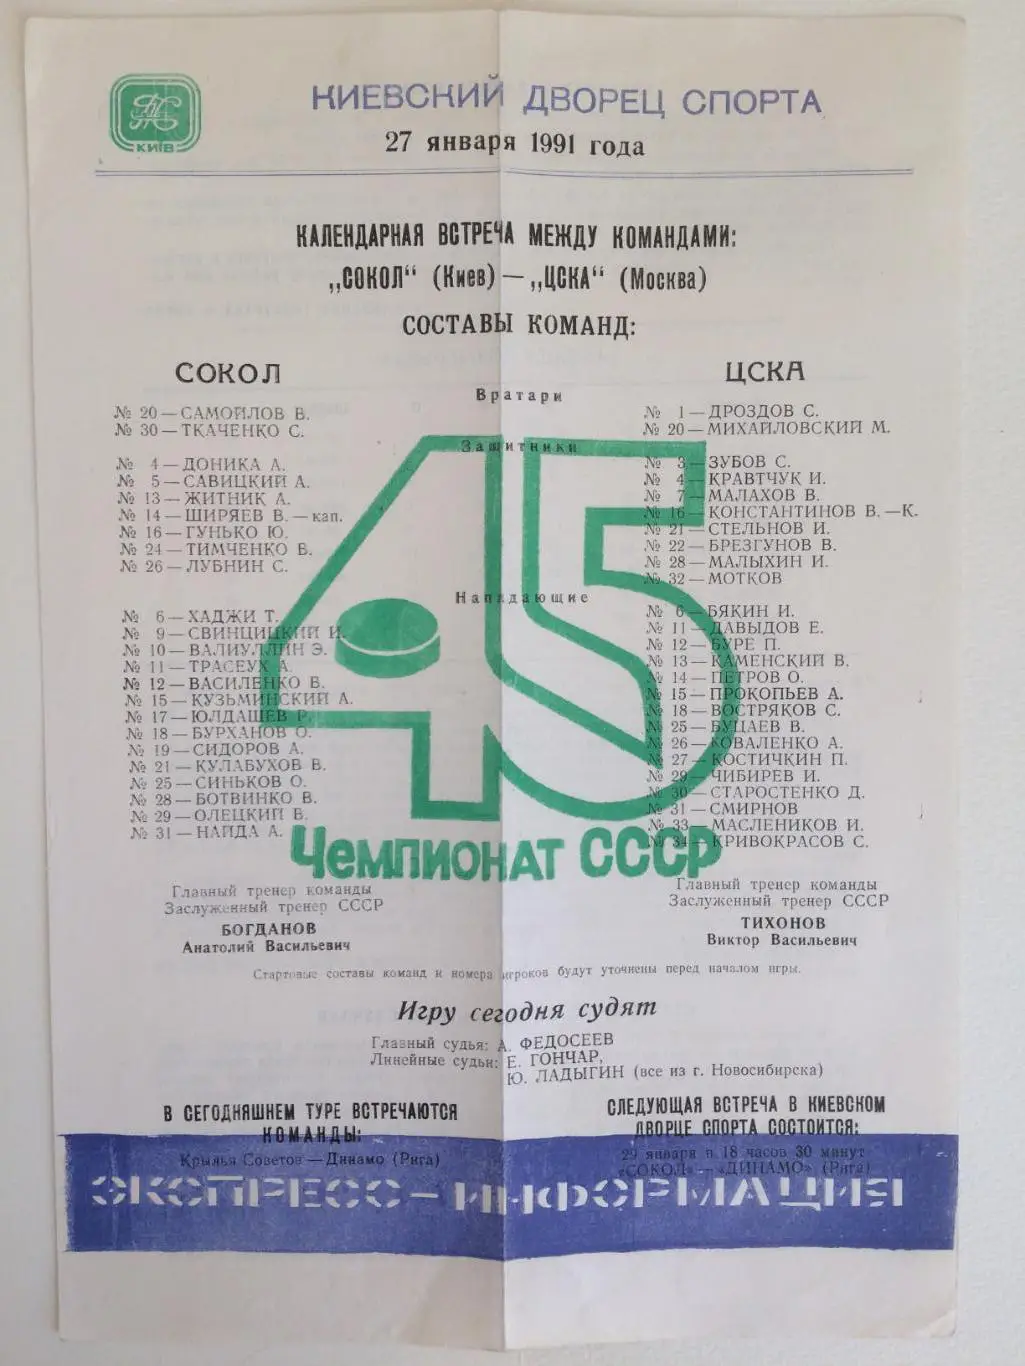 КИЇВ
КИЕВСКИЙ ДВОРЕЦ СПОРТА
27 января 1991 года
КАЛЕНДАРНАЯ ВСТРЕЧА МЕЖДУ КОМАНДАМИ:
„СОКОЛ“ (Киев) — „ЦСКА“ (Москва)
СОСТАВЫ КОМАНД:
СОКОЛ
ЦСКА
Вратари
№ 20 — САМОЙЛОВ В.
№ 30 — ТКАЧЕНКО С.
№ 1 — ДРОЗДОВ С.
№ 20 — МИХАЙЛОВСКИЙ М.
Защитники
№ 4 — ДОНИКА А.
№ 5 — САВИЦКИЙ А.
№ 13 — ЖИТНИК А.
№ 14 — ШИРЯЕВ В. — кап.
№ 16 — ГУНЬКО Ю.
№ 24 — ТИМЧЕНКО В.
№ 26 — ЛУБНИН С.
№ 3 — ЗУБОВ С.
№ 4 — КРАВТЧУК И.
№ 7 — МАЛАХОВ В.
№ 16 — КОНСТАНТИНОВ В. — К.
№ 21 — СТЕЛЬНОВ И.
№ 22 — БРЕЗГУНОВ В.
№ 28 — МАЛЫХИН И.
№ 32 — МОТКОВ
Нападающие
№ 6 — ХАДЖИ Т.
№ 9 — СВИНЦИЦКИЙ И.
№ 10 — ВАЛИУЛЛИН Э.
№ 11 — ТРАСЕУХ А.
№ 12 — ВАСИЛЕНКО В.
№ 15 — КУЗЬМИНСКИЙ А.
№ 17 — ЮЛДАШЕВ Р.
№ 18 — БУРХАНОВ О.
№ 19 — СИДОРОВ А.
№ 21 — КУЛАБУХОВ В.
№ 25 — СИНЬКОВ О.
№ 28 — БОТВИНКО В.
№ 29 — ОЛЕЦКИЙ В.
№ 31 — НАЙДА А.
№ 6 — БЯКИН И.
№ 11 — ДАВЫДОВ Е.
№ 12 — БУРЕ П.
№ 13 — КАМЕНСКИЙ В.
№ 14 — ПЕТРОВ О.
№ 15 — ПРОКОПЬЕВ А.
№ 18 — ВОСТРЯКОВ С.
№ 25 — БУЦАЕВ В.
№ 26 — КОВАЛЕНКО А.
№ 27 — КОСТИЧКИН П.
№ 29 — ЧИБИРЕВ И.
№ 30 — СТАРОСТЕНКО Д.
№ 31 — СМИРНОВ
№ 33 — МАСЛЕНИКОВ И.
№ 34 — КРИВОКРАСОВ С.
45
ЧЕМПИОНАТ СССР
Главный тренер команды
Заслуженный тренер СССР
БОГДАНОВ
Анатолий Васильевич
Главный тренер команды
Заслуженный тренер СССР
ТИХОНОВ
Виктор Васильевич
Стартовые составы команд и номера игроков будут уточнены перед началом игры.
Игру сегодня судят
Главный судья: А. ФЕДОСЕЕВ
Линейные судьи: Е. ГОНЧАР,
Ю. ЛАДЫГИН (все из г. Новосибирска)
В СЕГОДНЯШНЕМ ТУРЕ ВСТРЕЧАЮТСЯ
КОМАНДЫ:
Крылья Советов — Динамо (Рига)
СЛЕДУЮЩАЯ ВСТРЕЧА В КИЕВСКОМ
ДВОРЦЕ СПОРТА СОСТОИТСЯ:
29 января в 18 часов 30 минут
«СОКОЛ» — «ДИНАМО» (Рига)
ЭКСПРЕСС-ИНФОРМАЦИЯ